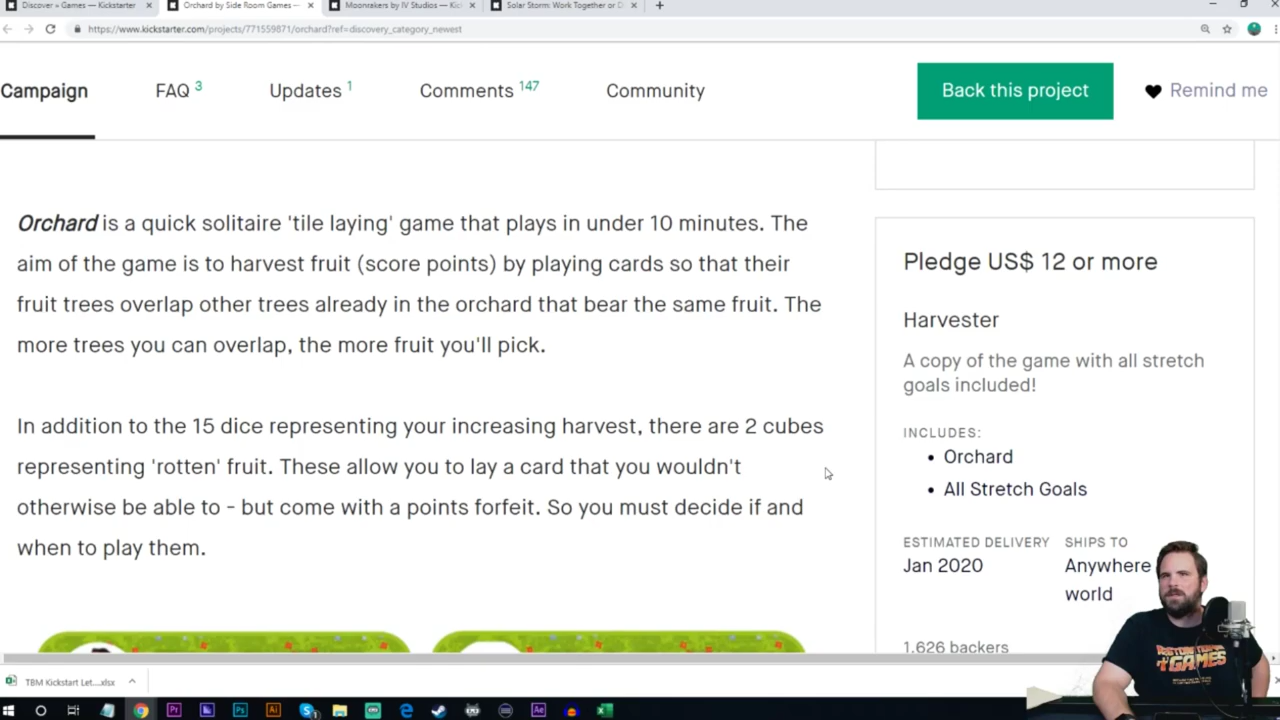 Discover » Games — Kickstarter
Orchard by Side Room Games —
Moonrakers by IV Studios — Kic
Solar Storm: Work Together or D
https://www.kickstarter.com/projects/771559871/orchard?ref=discovery_category_newest
Campaign
FAQ 3
Updates 1
Comments 147
Community
Back this project
Remind me
Orchard is a quick solitaire 'tile laying' game that plays in under 10 minutes. The
aim of the game is to harvest fruit (score points) by playing cards so that their
fruit trees overlap other trees already in the orchard that bear the same fruit. The
more trees you can overlap, the more fruit you'll pick.
In addition to the 15 dice representing your increasing harvest, there are 2 cubes
representing 'rotten' fruit. These allow you to lay a card that you wouldn't
otherwise be able to - but come with a points forfeit. So you must decide if and
when to play them.
Pledge US$ 12 or more
Harvester
A copy of the game with all stretch
goals included!
INCLUDES:
• Orchard
• All Stretch Goals
ESTIMATED DELIVERY
Jan 2020
SHIPS TO
Anywhere
world
1,626 backers
RESTORATION
GAMES
TBM Kickstart Let....xlsx
Pr
Ps
Ai
S
Ae